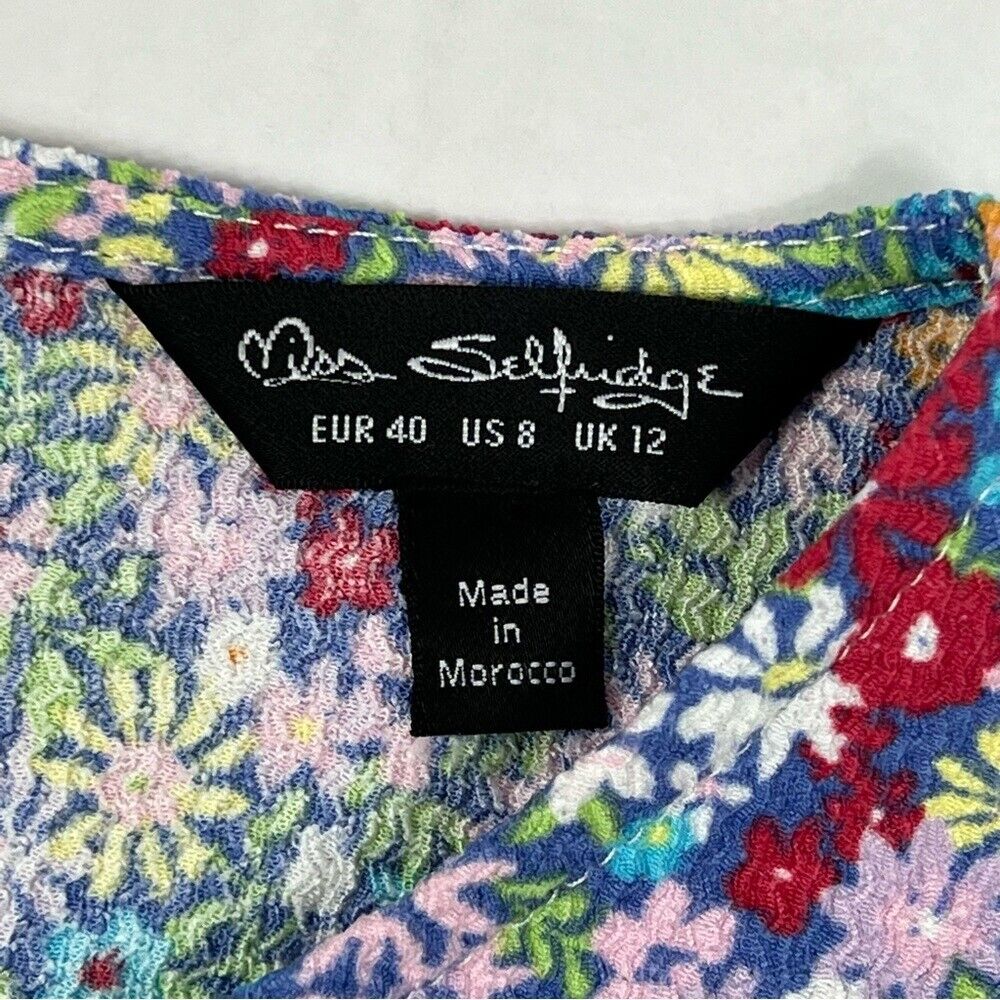 Miss Selfridge
EUR 40 US 8 UK 12
Made
in
Morocco